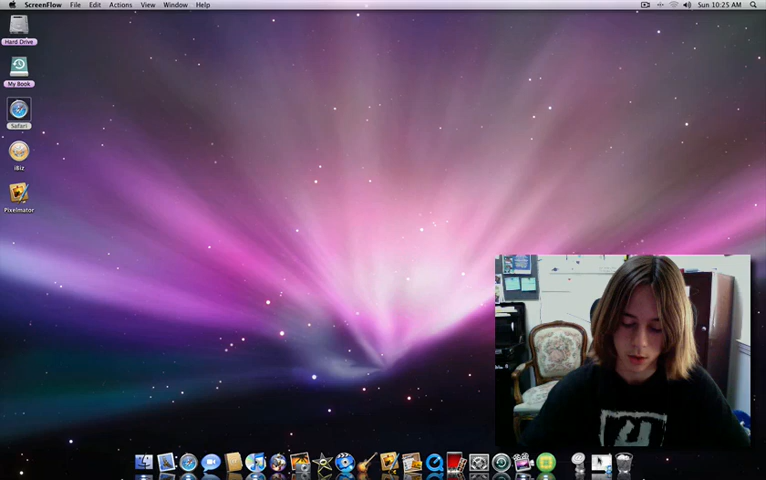 ScreenFlow File Edit Actions View Window Help Sun 10:25 AM
Hard Drive
My Book
Safari
iBiz
Pixelmator